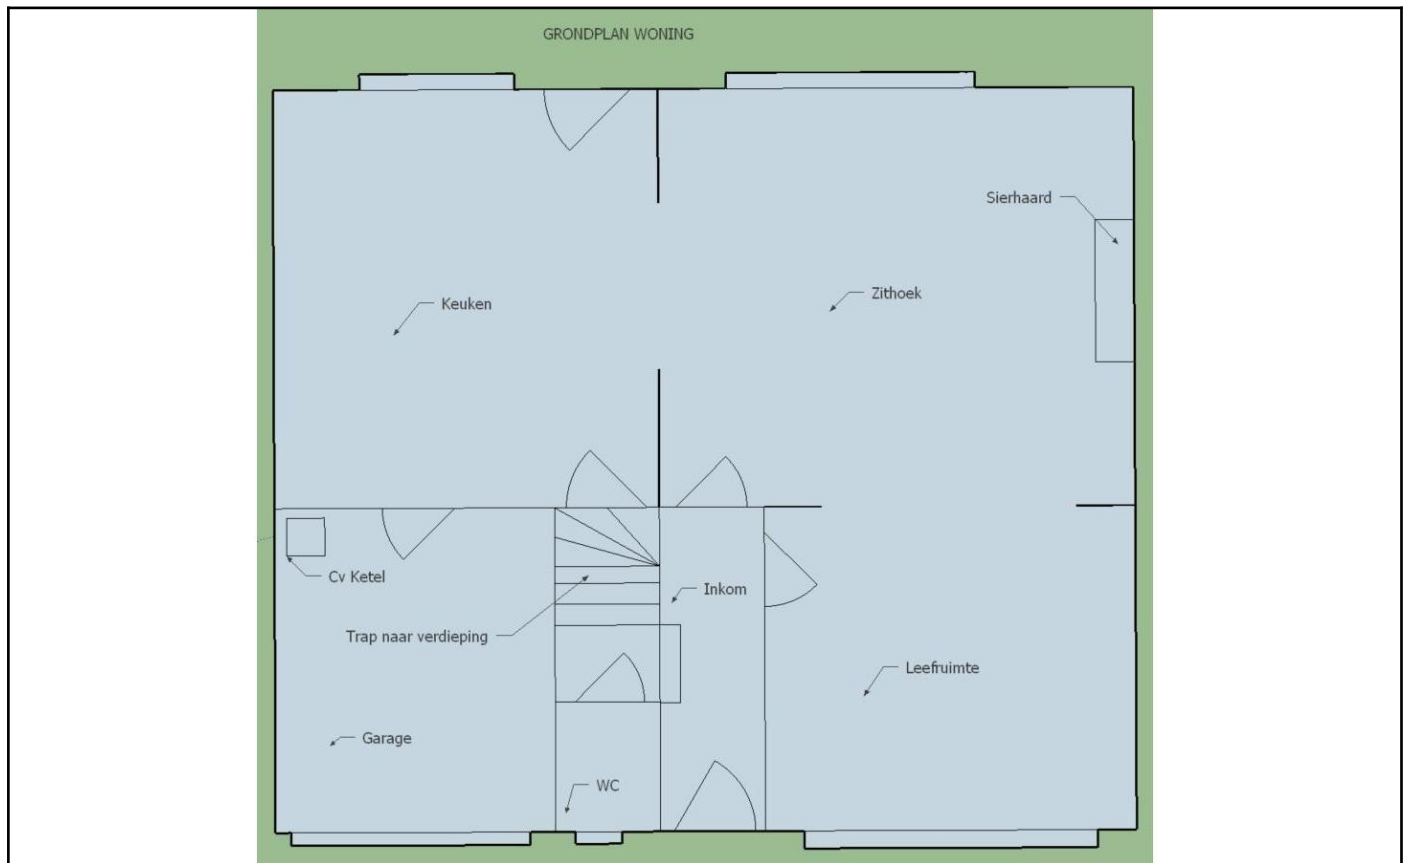 GRONDPLAN WONING
Sierhaard
Zithoek
Keuken
Cv Ketel
Inkom
Trap naar verdieping
Leefruimte
Garage
WC